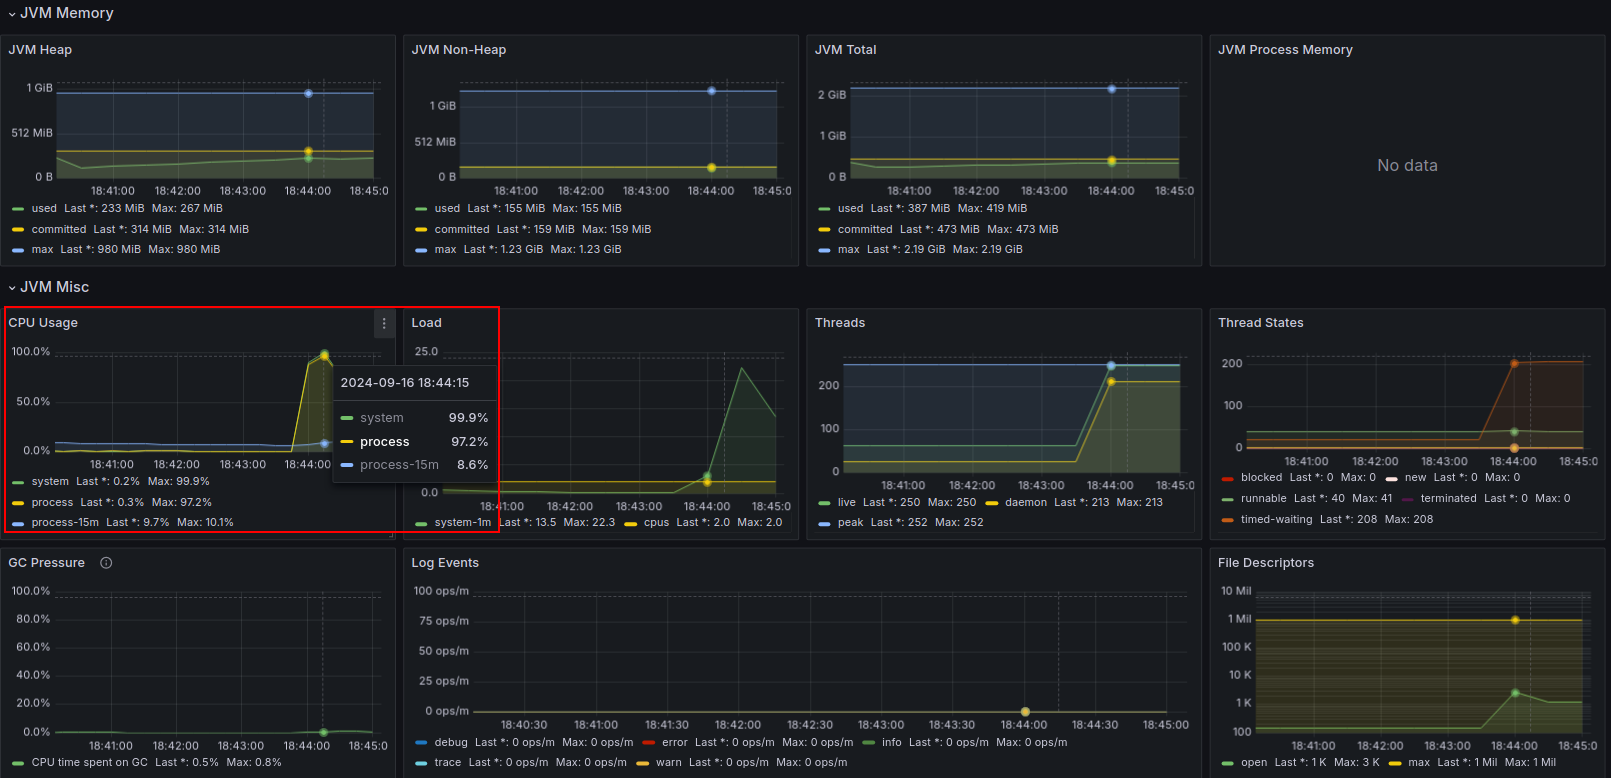 JVM Memory
JVM Heap
1 GiB
512 MiB
0 B
18:41:00 18:42:00 18:43:00 18:44:00 18:45:0
used Last *: 233 MiB Max: 267 MiB
committed Last *: 314 MiB Max: 314 MiB
max Last *: 980 MiB Max: 980 MiB
JVM Non-Heap
1 GiB
512 MiB
0 B
18:41:00 18:42:00 18:43:00 18:44:00 18:45:0
used Last *: 155 MiB Max: 155 MiB
committed Last *: 159 MiB Max: 159 MiB
max Last *: 1.23 GiB Max: 1.23 GiB
JVM Total
2 GiB
1 GiB
0 B
18:41:00 18:42:00 18:43:00 18:44:00 18:45:0
used Last *: 387 MiB Max: 419 MiB
committed Last *: 473 MiB Max: 473 MiB
max Last *: 2.19 GiB Max: 2.19 GiB
JVM Process Memory
No data
JVM Misc
CPU Usage
100.0%
50.0%
0.0%
18:41:00 18:42:00 18:43:00 18:44:00
system Last *: 0.2% Max: 99.9%
process Last *: 0.3% Max: 97.2%
process-15m Last *: 9.7% Max: 10.1%
2024-09-16 18:44:15
system 99.9%
process 97.2%
process-15m 8.6%
Load
25.0
0.0
18:41:00 18:42:00 18:43:00 18:44:00 18:45:0
system-1m Last *: 13.5 Max: 22.3 cpus Last *: 2.0 Max: 2.0
Threads
200
100
0
18:41:00 18:42:00 18:43:00 18:44:00 18:45:0
live Last *: 250 Max: 250 daemon Last *: 213 Max: 213
peak Last *: 252 Max: 252
Thread States
200
100
0
18:41:00 18:42:00 18:43:00 18:44:00 18:45:0
blocked Last *: 0 Max: 0 new Last *: 0 Max: 0
runnable Last *: 40 Max: 41 terminated Last *: 0 Max: 0
timed-waiting Last *: 208 Max: 208
GC Pressure
100.0%
80.0%
60.0%
40.0%
20.0%
0.0%
18:41:00 18:42:00 18:43:00 18:44:00 18:45:0
CPU time spent on GC Last *: 0.5% Max: 0.8%
Log Events
100 ops/m
75 ops/m
50 ops/m
25 ops/m
0 ops/m
18:40:30 18:41:00 18:41:30 18:42:00 18:42:30 18:43:00 18:43:30 18:44:00 18:44:30 18:45:00
debug Last *: 0 ops/m Max: 0 ops/m error Last *: 0 ops/m Max: 0 ops/m info Last *: 0 ops/m Max: 0 ops/m
trace Last *: 0 ops/m Max: 0 ops/m warn Last *: 0 ops/m Max: 0 ops/m
File Descriptors
10 Mil
1 Mil
100 K
10 K
1 K
100
18:41:00 18:42:00 18:43:00 18:44:00 18:45:0
open Last *: 1 K Max: 3 K max Last *: 1 Mil Max: 1 Mil